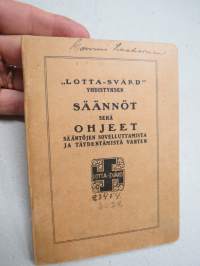 „LOTTA-SVÄRD"
YHDISTYKSEN
SÄÄNNÖT
SEKÄ
OHJEET
SÄÄNTÖJEN SOVELLUTTAMISTA
JA TÄYDENTÄMISTÄ VARTEN
LOTTA-SVÄRD